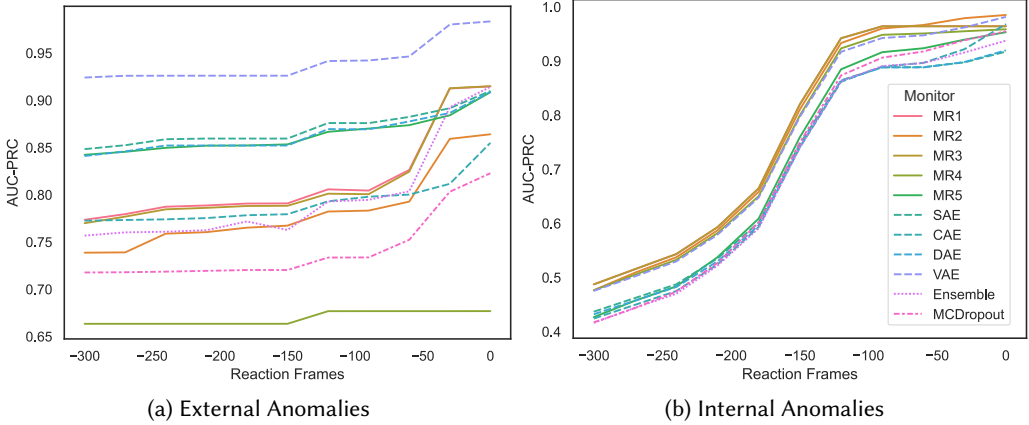 0.95
0.90
0.85
0.80
0.75
0.70
0.65
AUC-PRC
−300 −250 −200 −150 −100 −50 0
Reaction Frames
(a) External Anomalies
1.0
0.9
0.8
0.7
0.6
0.5
0.4
AUC-PRC
Monitor
MR1
MR2
MR3
MR4
MR5
SAE
CAE
DAE
VAE
Ensemble
MCDropout
−300 −250 −200 −150 −100 −50 0
Reaction Frames
(b) Internal Anomalies